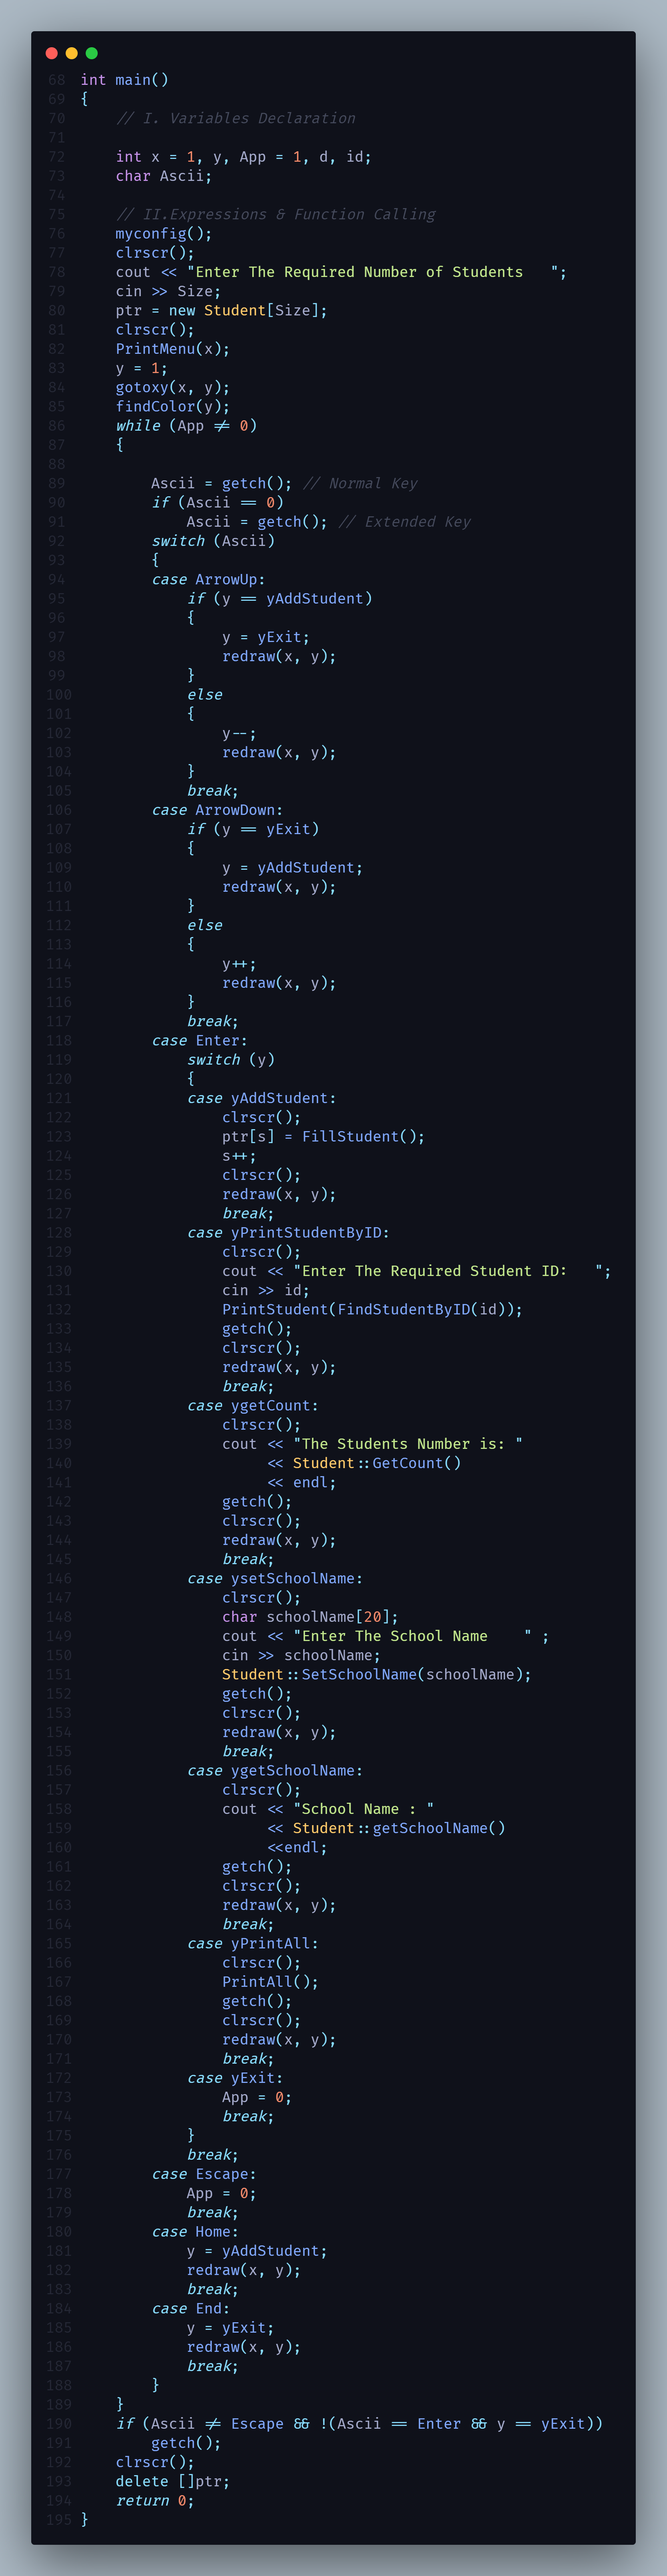 68 int main()
69 {
70     // I. Variables Declaration
71
72     int x = 1, y, App = 1, d, id;
73     char Ascii;
74
75     // II.Expressions & Function Calling
76     myconfig();
77     clrscr();
78     cout << "Enter The Required Number of Students   ";
79     cin >> Size;
80     ptr = new Student[Size];
81     clrscr();
82     PrintMenu(x);
83     y = 1;
84     gotoxy(x, y);
85     findColor(y);
86     while (App != 0)
87     {
88
89         Ascii = getch(); // Normal Key
90         if (Ascii == 0)
91             Ascii = getch(); // Extended Key
92         switch (Ascii)
93         {
94         case ArrowUp:
95             if (y == yAddStudent)
96             {
97                 y = yExit;
98                 redraw(x, y);
99             }
100             else
101             {
102                 y--;
103                 redraw(x, y);
104             }
105             break;
106         case ArrowDown:
107             if (y == yExit)
108             {
109                 y = yAddStudent;
110                 redraw(x, y);
111             }
112             else
113             {
114                 y++;
115                 redraw(x, y);
116             }
117             break;
118         case Enter:
119             switch (y)
120             {
121             case yAddStudent:
122                 clrscr();
123                 ptr[s] = FillStudent();
124                 s++;
125                 clrscr();
126                 redraw(x, y);
127                 break;
128             case yPrintStudentByID:
129                 clrscr();
130                 cout << "Enter The Required Student ID:   ";
131                 cin >> id;
132                 PrintStudent(FindStudentByID(id));
133                 getch();
134                 clrscr();
135                 redraw(x, y);
136                 break;
137             case ygetCount:
138                 clrscr();
139                 cout << "The Students Number is: "
140                      << Student::GetCount()
141                      << endl;
142                 getch();
143                 clrscr();
144                 redraw(x, y);
145                 break;
146             case ysetSchoolName:
147                 clrscr();
148                 char schoolName[20];
149                 cout << "Enter The School Name    " ;
150                 cin >> schoolName;
151                 Student::SetSchoolName(schoolName);
152                 getch();
153                 clrscr();
154                 redraw(x, y);
155                 break;
156             case ygetSchoolName:
157                 clrscr();
158                 cout << "School Name : "
159                      << Student::getSchoolName()
160                      <<endl;
161                 getch();
162                 clrscr();
163                 redraw(x, y);
164                 break;
165             case yPrintAll:
166                 clrscr();
167                 PrintAll();
168                 getch();
169                 clrscr();
170                 redraw(x, y);
171                 break;
172             case yExit:
173                 App = 0;
174                 break;
175             }
176             break;
177         case Escape:
178             App = 0;
179             break;
180         case Home:
181             y = yAddStudent;
182             redraw(x, y);
183             break;
184         case End:
185             y = yExit;
186             redraw(x, y);
187             break;
188         }
189     }
190     if (Ascii != Escape && !(Ascii == Enter && y == yExit))
191         getch();
192     clrscr();
193     delete []ptr;
194     return 0;
195 }